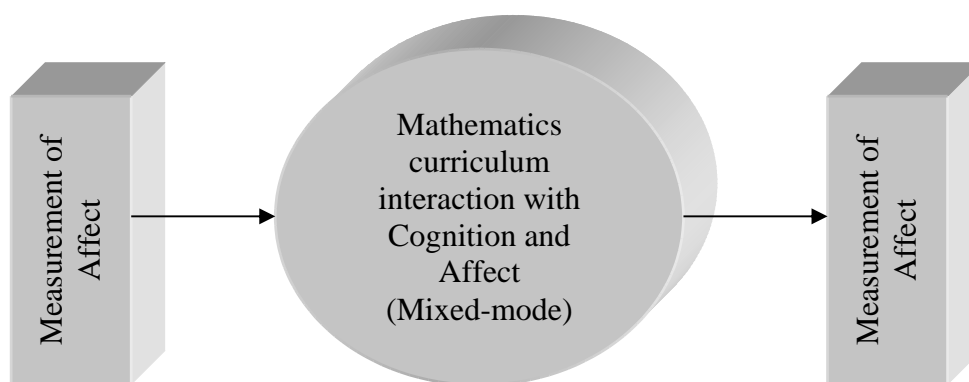 Measurement of
Affect
Mathematics
curriculum
interaction with
Cognition and
Affect
(Mixed-mode)
Measurement of
Affect